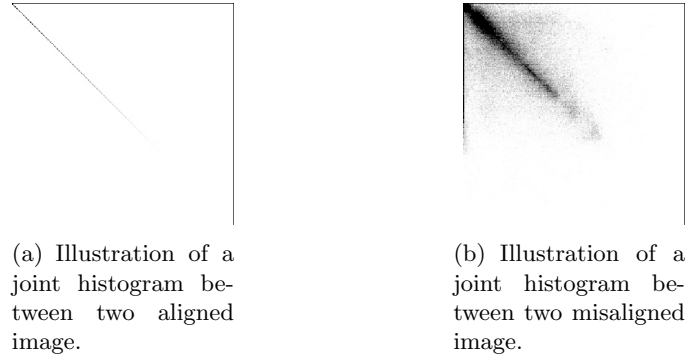 (a) Illustration of a
joint histogram be-
tween two aligned
image.
(b) Illustration of a
joint histogram be-
tween two misaligned
image.